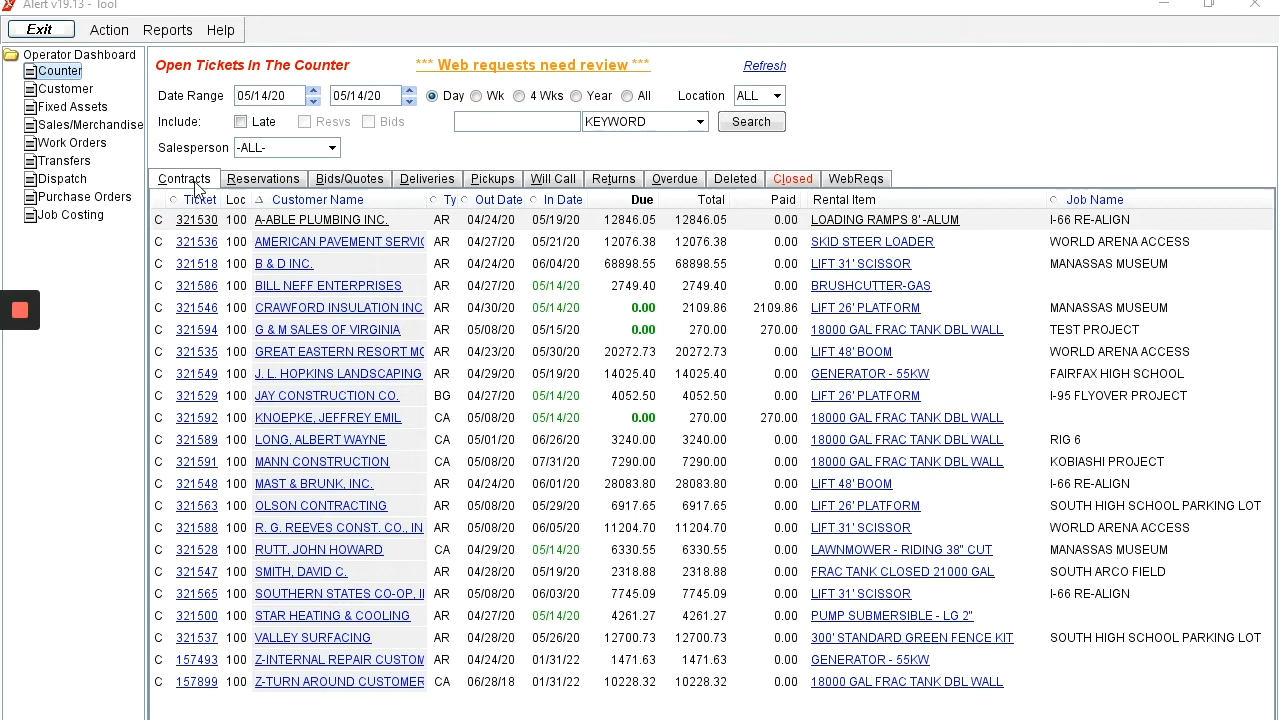 Alert v19.13 - Tool
Exit Action Reports Help
Operator Dashboard
Counter
Customer
Fixed Assets
Sales/Merchandise
Work Orders
Transfers
Dispatch
Purchase Orders
Job Costing
Open Tickets In The Counter *** Web requests need review *** Refresh
Date Range 05/14/20 05/14/20 Day Wk 4 Wks Year All Location ALL
Include: Late Resvs Bids KEYWORD Search
Salesperson -ALL-
Contracts Reservations Bids/Quotes Deliveries Pickups Will Call Returns Overdue Deleted Closed WebReqs
Ticket Loc Customer Name Ty Out Date In Date Due Total Paid Rental Item Job Name
C 321530 100 A-ABLE PLUMBING INC. AR 04/24/20 05/19/20 12846.05 12846.05 0.00 LOADING RAMPS 8'-ALUM I-66 RE-ALIGN
C 321536 100 AMERICAN PAVEMENT SERVIC AR 04/27/20 05/21/20 12076.38 12076.38 0.00 SKID STEER LOADER WORLD ARENA ACCESS
C 321518 100 B & D INC. AR 04/24/20 06/04/20 68898.55 68898.55 0.00 LIFT 31' SCISSOR MANASSAS MUSEUM
C 321586 100 BILL NEFF ENTERPRISES AR 04/27/20 05/14/20 2749.40 2749.40 0.00 BRUSHCUTTER-GAS
C 321546 100 CRAWFORD INSULATION INC AR 04/30/20 05/14/20 0.00 2109.86 2109.86 LIFT 26' PLATFORM MANASSAS MUSEUM
C 321594 100 G & M SALES OF VIRGINIA AR 05/08/20 05/15/20 0.00 270.00 270.00 18000 GAL FRAC TANK DBL WALL TEST PROJECT
C 321535 100 GREAT EASTERN RESORT MC AR 04/23/20 05/30/20 20272.73 20272.73 0.00 LIFT 48' BOOM WORLD ARENA ACCESS
C 321549 100 J. L. HOPKINS LANDSCAPING AR 04/29/20 05/19/20 14025.40 14025.40 0.00 GENERATOR - 55KW FAIRFAX HIGH SCHOOL
C 321529 100 JAY CONSTRUCTION CO. BG 04/27/20 05/14/20 4052.50 4052.50 0.00 LIFT 26' PLATFORM I-95 FLYOVER PROJECT
C 321592 100 KNOEPKE, JEFFREY EMIL CA 05/08/20 05/14/20 0.00 270.00 270.00 18000 GAL FRAC TANK DBL WALL
C 321589 100 LONG, ALBERT WAYNE CA 05/01/20 06/26/20 3240.00 3240.00 0.00 18000 GAL FRAC TANK DBL WALL RIG 6
C 321591 100 MANN CONSTRUCTION CA 05/08/20 07/31/20 7290.00 7290.00 0.00 18000 GAL FRAC TANK DBL WALL KOBIASHI PROJECT
C 321548 100 MAST & BRUNK, INC. AR 04/24/20 06/01/20 28083.80 28083.80 0.00 LIFT 48' BOOM I-66 RE-ALIGN
C 321563 100 OLSON CONTRACTING AR 05/08/20 05/29/20 6917.65 6917.65 0.00 LIFT 26' PLATFORM SOUTH HIGH SCHOOL PARKING LOT
C 321588 100 R. G. REEVES CONST. CO., IN AR 05/08/20 06/05/20 11204.70 11204.70 0.00 LIFT 31' SCISSOR WORLD ARENA ACCESS
C 321528 100 RUTT, JOHN HOWARD CA 04/29/20 05/14/20 6330.55 6330.55 0.00 LAWNMOWER - RIDING 38" CUT MANASSAS MUSEUM
C 321547 100 SMITH, DAVID C. AR 04/28/20 05/19/20 2318.88 2318.88 0.00 FRAC TANK CLOSED 21000 GAL SOUTH ARCO FIELD
C 321565 100 SOUTHERN STATES CO-OP, I AR 05/08/20 06/03/20 7745.09 7745.09 0.00 LIFT 31' SCISSOR I-66 RE-ALIGN
C 321500 100 STAR HEATING & COOLING AR 04/27/20 05/14/20 4261.27 4261.27 0.00 PUMP SUBMERSIBLE - LG 2"
C 321537 100 VALLEY SURFACING AR 04/28/20 05/26/20 12700.73 12700.73 0.00 300' STANDARD GREEN FENCE KIT SOUTH HIGH SCHOOL PARKING LOT
C 157493 100 Z-INTERNAL REPAIR CUSTOM AR 04/24/20 01/31/22 1471.63 1471.63 0.00 GENERATOR - 55KW
C 157899 100 Z-TURN AROUND CUSTOMER CA 06/28/18 01/31/22 10228.32 10228.32 0.00 18000 GAL FRAC TANK DBL WALL